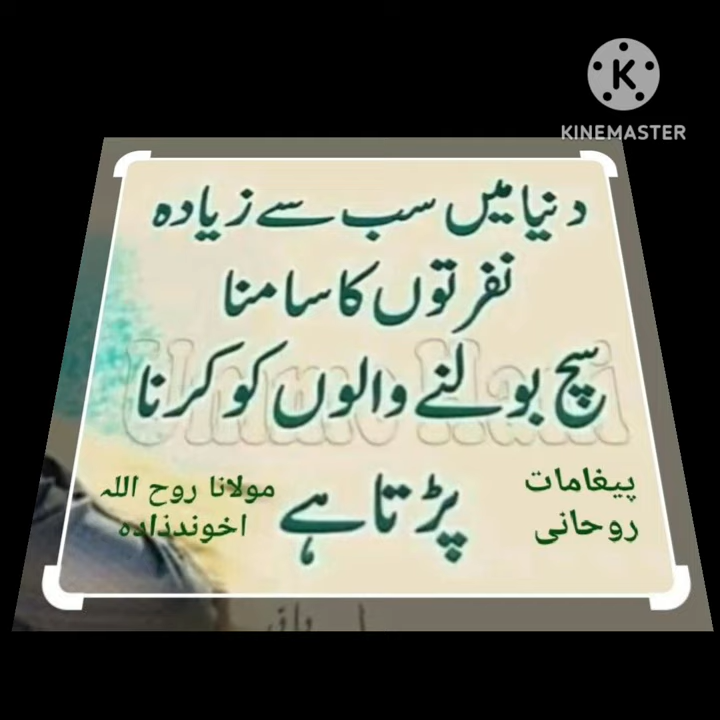 KINEMASTER
دنیا میں سب سے زیادہ
نفرتوں کا سامنا
سچ بولنے والوں کو کرنا
پڑتا ہے
پیغامات
روحانی
مولانا روح اللہ
اخوندذادہ